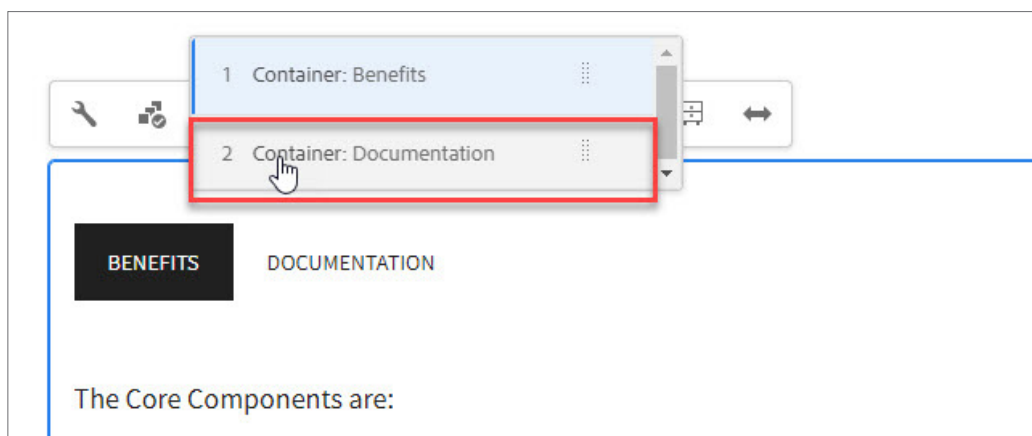 1 Container: Benefits
2 Container: Documentation
BENEFITS DOCUMENTATION
The Core Components are: